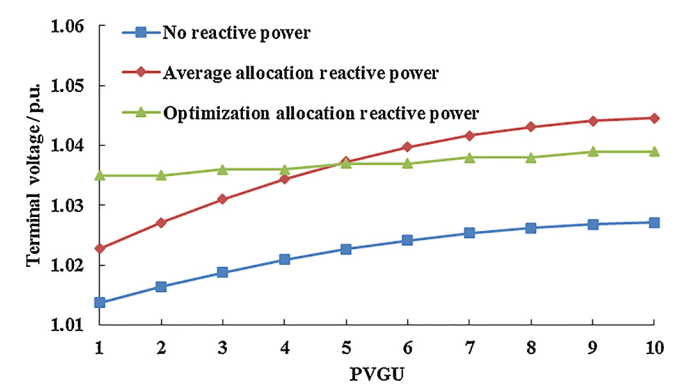 1.06
1.05
1.04
1.03
1.02
1.01
Terminal voltage / p.u.
No reactive power
Average allocation reactive power
Optimization allocation reactive power
1 2 3 4 5 6 7 8 9 10
PVGU